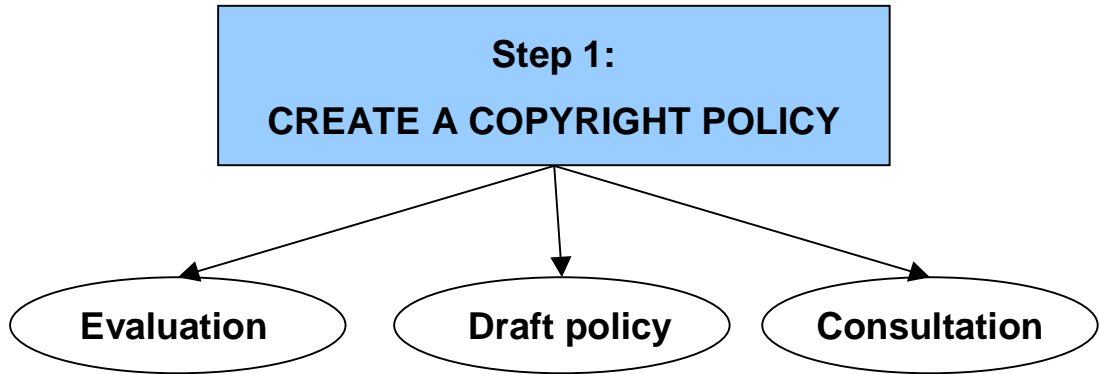 Step 1:
CREATE A COPYRIGHT POLICY
Evaluation
Draft policy
Consultation